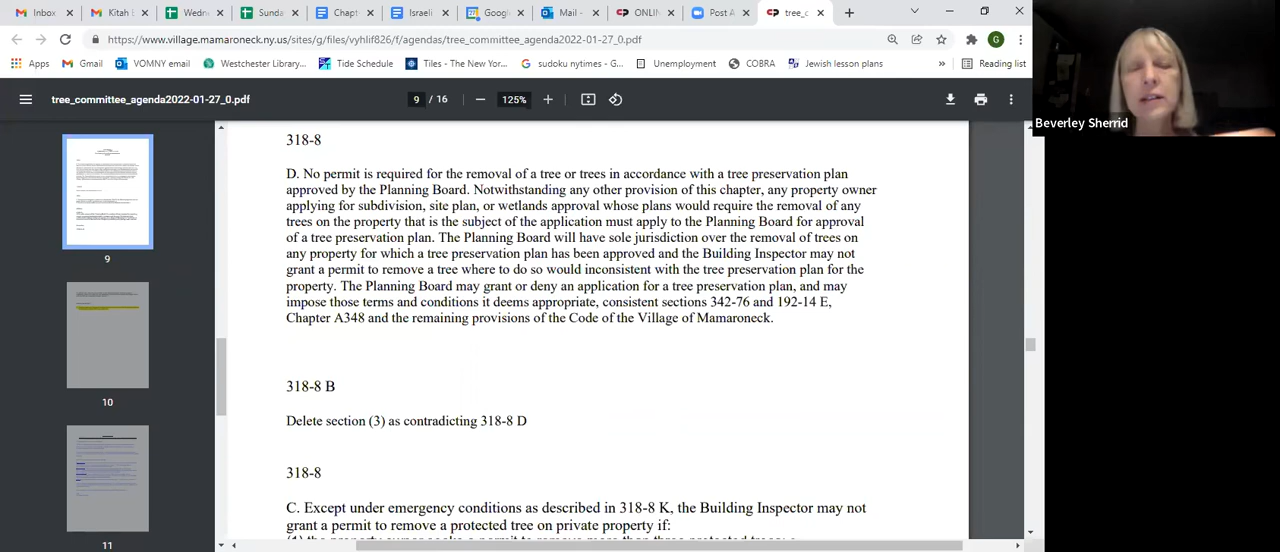 Inbox
Kitah E
Wedn
Sunda
Chapt
Israeli
Googl
Mail -
ONLIN
Post A
tree_c
https://www.village.mamaroneck.ny.us/sites/g/files/vyhlif826/f/agendas/tree_committee_agenda2022-01-27_0.pdf
G
Apps
Gmail
VOMNY email
Westchester Library...
Tide Schedule
Tiles - The New Yor...
sudoku nytimes - G...
Unemployment
COBRA
Jewish lesson plans
»
Reading list
tree_committee_agenda2022-01-27_0.pdf
9 / 16
125%
Beverley Sherrid
9
10
11
318-8
D. No permit is required for the removal of a tree or trees in accordance with a tree preservation plan
approved by the Planning Board. Notwithstanding any other provision of this chapter, any property owner
applying for subdivision, site plan, or wetlands approval whose plans would require the removal of any
trees on the property that is the subject of the application must apply to the Planning Board for approval
of a tree preservation plan. The Planning Board will have sole jurisdiction over the removal of trees on
any property for which a tree preservation plan has been approved and the Building Inspector may not
grant a permit to remove a tree where to do so would inconsistent with the tree preservation plan for the
property. The Planning Board may grant or deny an application for a tree preservation plan, and may
impose those terms and conditions it deems appropriate, consistent sections 342-76 and 192-14 E,
Chapter A348 and the remaining provisions of the Code of the Village of Mamaroneck.
318-8 B
Delete section (3) as contradicting 318-8 D
318-8
C. Except under emergency conditions as described in 318-8 K, the Building Inspector may not
grant a permit to remove a protected tree on private property if:
(1) the property owner seeks a permit to remove more than three protected trees;